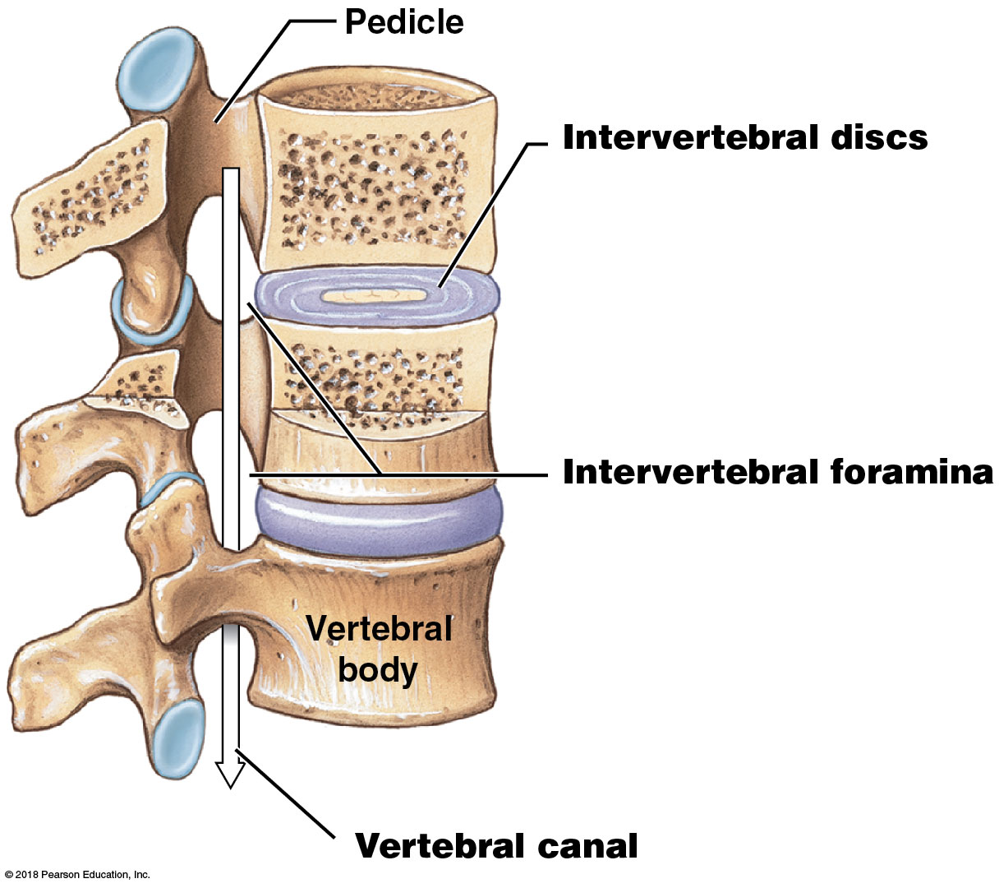 Pedicle
Intervertebral discs
Intervertebral foramina
Vertebral
body
Vertebral canal
© 2018 Pearson Education, Inc.